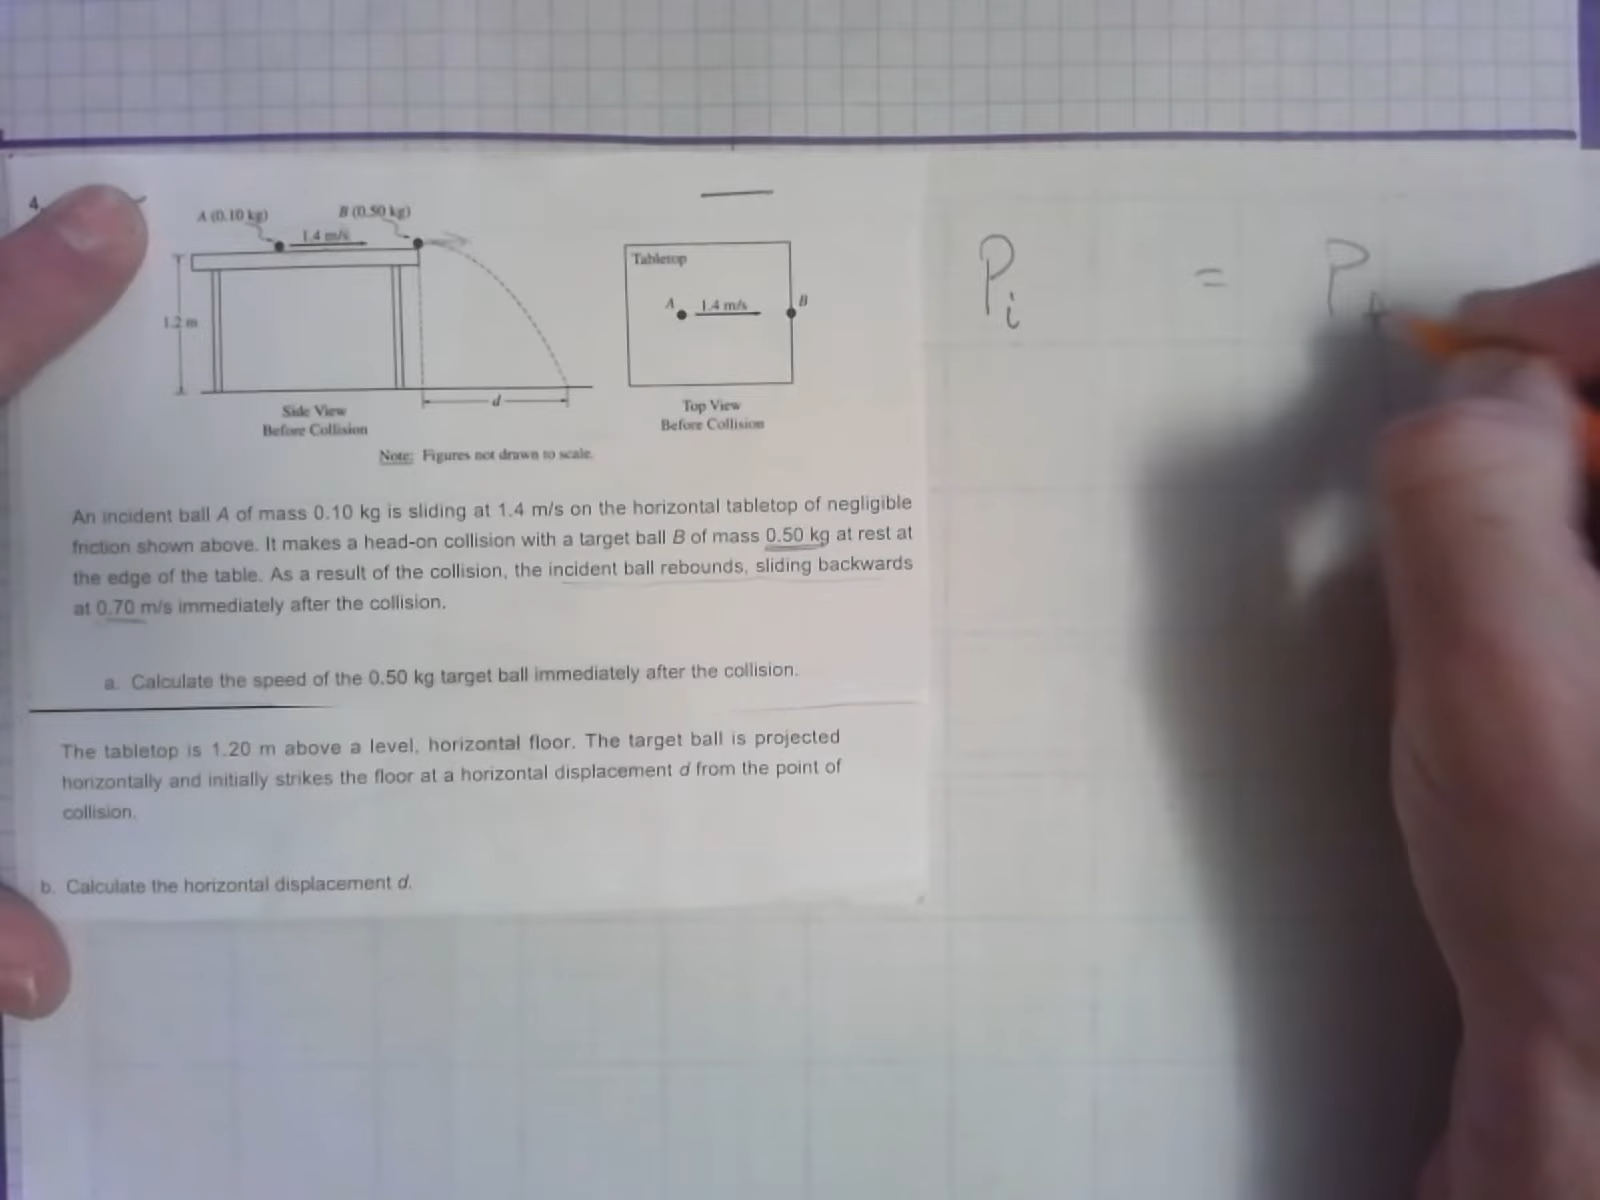 4.
A (0.10 kg)
B (0.50 kg)
1.4 m/s
1.2 m
d
Side View
Before Collision
Tabletop
A
1.4 m/s
B
Top View
Before Collision
Note: Figures not drawn to scale.
An incident ball A of mass 0.10 kg is sliding at 1.4 m/s on the horizontal tabletop of negligible
friction shown above. It makes a head-on collision with a target ball B of mass 0.50 kg at rest at
the edge of the table. As a result of the collision, the incident ball rebounds, sliding backwards
at 0.70 m/s immediately after the collision.
a. Calculate the speed of the 0.50 kg target ball immediately after the collision.
The tabletop is 1.20 m above a level, horizontal floor. The target ball is projected
horizontally and initially strikes the floor at a horizontal displacement d from the point of
collision.
b. Calculate the horizontal displacement d.
Pi = P